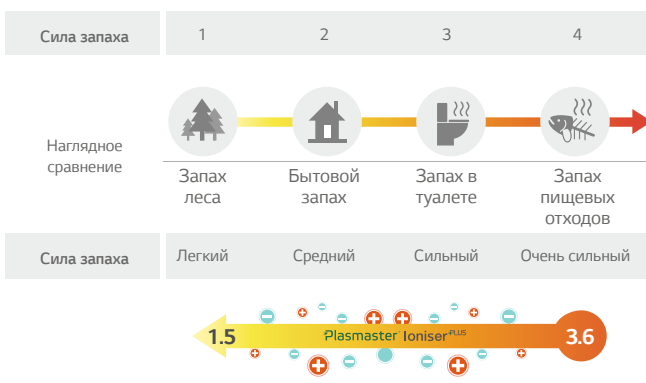 Сила запаха 1 2 3 4
Наглядное
сравнение
Запах
леса
Бытовой
запах
Запах в
туалете
Запах
пищевых
отходов
Сила запаха Легкий Средний Сильный Очень сильный
1.5 Plasmaster Ioniser PLUS 3.6